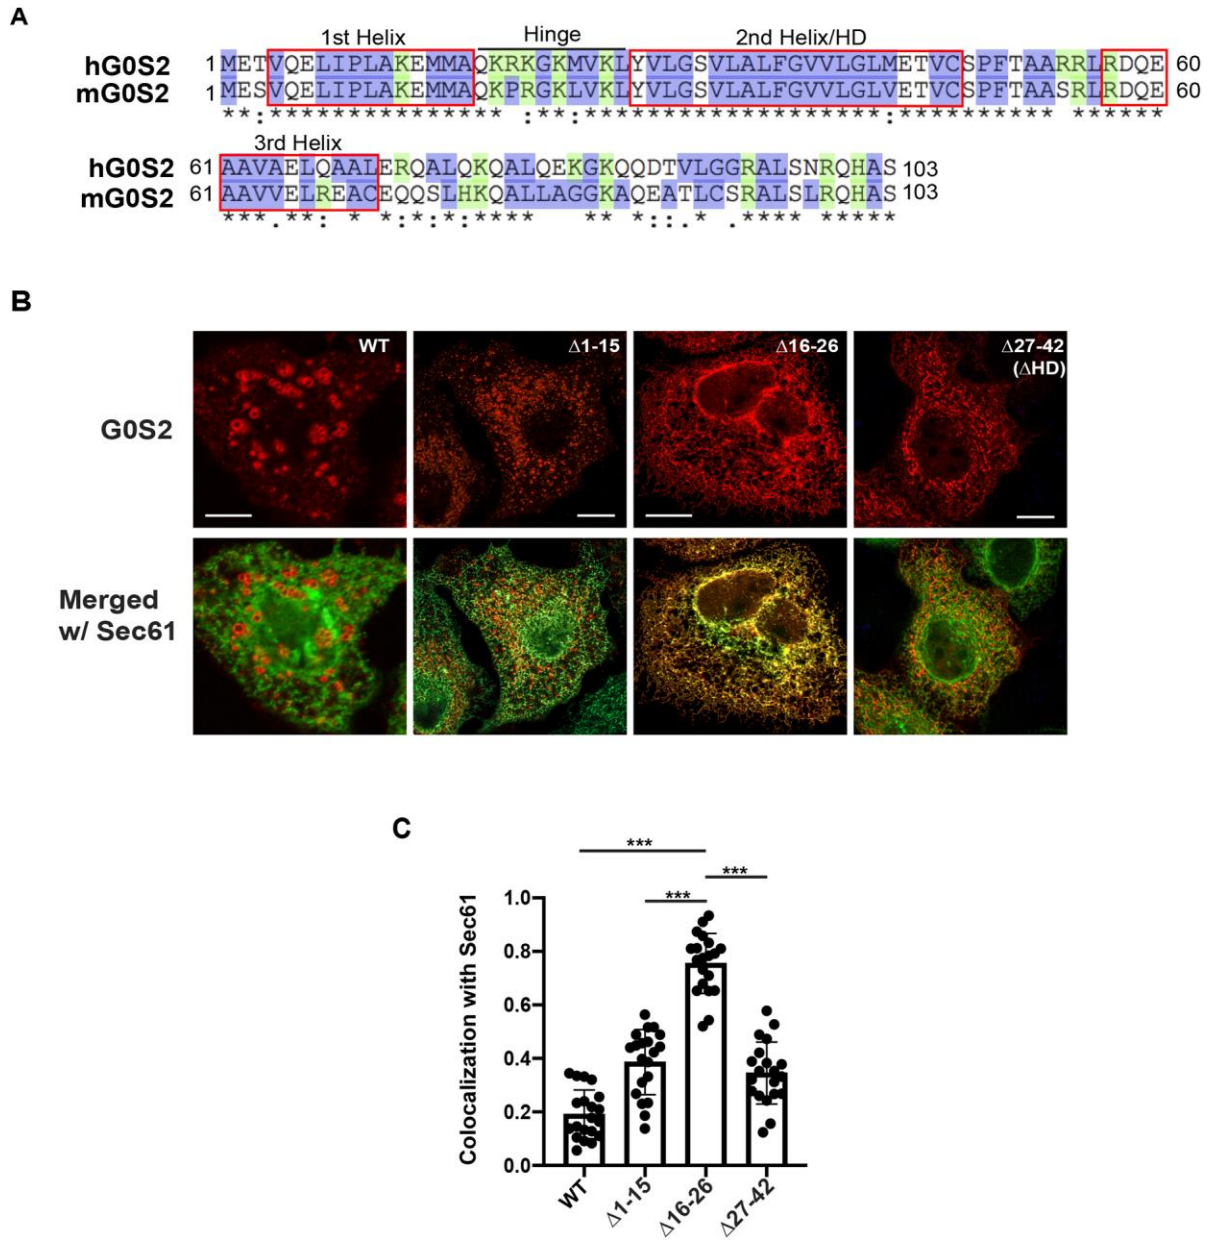 A
1st Helix Hinge 2nd Helix/HD
hG0S2 1 METVQELIPLAKEMMAQKRKGKMVKLYVLGSVLALFGVVLGLMETVCSPFTAARRLRDQE 60
mG0S2 1 MESVQELIPLAKEMMAQKPRGKLVKLYVLGSVLALFGVVLGLVETVCSPFTAASRLRDQE 60
**:*************** :**:*******************:********** ******
3rd Helix
hG0S2 61 AAVAELQAALERQALQKQALQEKGKQQDTVLGGRALSNRQHAS 103
mG0S2 61 AAVVELREACEQQSLHKQALLAGGKAQEATLCSRALSLRQHAS 103
***.**: * *:*:*:****   ** *::.* .**** *****
B
WT Δ1-15 Δ16-26 Δ27-42
(ΔHD)
G0S2
Merged
w/ Sec61
C
***
***
***
Colocalization with Sec61
1.0
0.8
0.6
0.4
0.2
0.0
WT Δ1-15 Δ16-26 Δ27-42